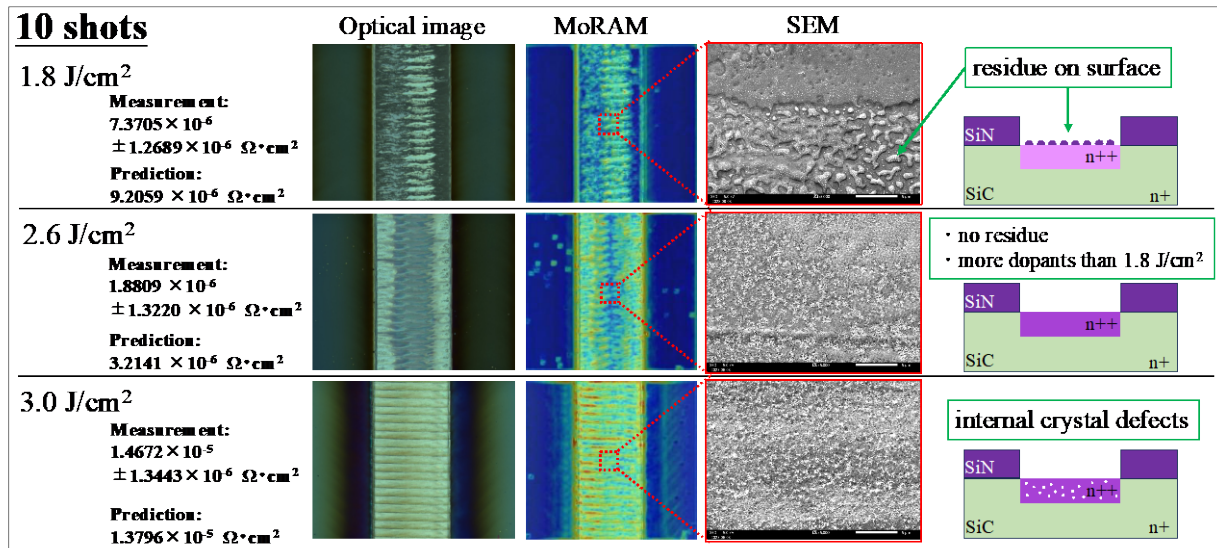 10 shots
Optical image
MoRAM
SEM
1.8 J/cm²
Measurement:
7.3705×10⁻⁶
±1.2689×10⁻⁶ Ω·cm²
Prediction:
9.2059 ×10⁻⁶ Ω·cm²
residue on surface
SiN
n++
SiC
n+
2.6 J/cm²
Measurement:
1.8809 ×10⁻⁶
±1.3220 ×10⁻⁶ Ω·cm²
Prediction:
3.2141 ×10⁻⁶ Ω·cm²
・no residue
・more dopants than 1.8 J/cm²
SiN
n++
SiC
n+
3.0 J/cm²
Measurement:
1.4672×10⁻⁵
±1.3443×10⁻⁶ Ω·cm²
Prediction:
1.3796×10⁻⁵ Ω·cm²
internal crystal defects
SiN
n++
SiC
n+